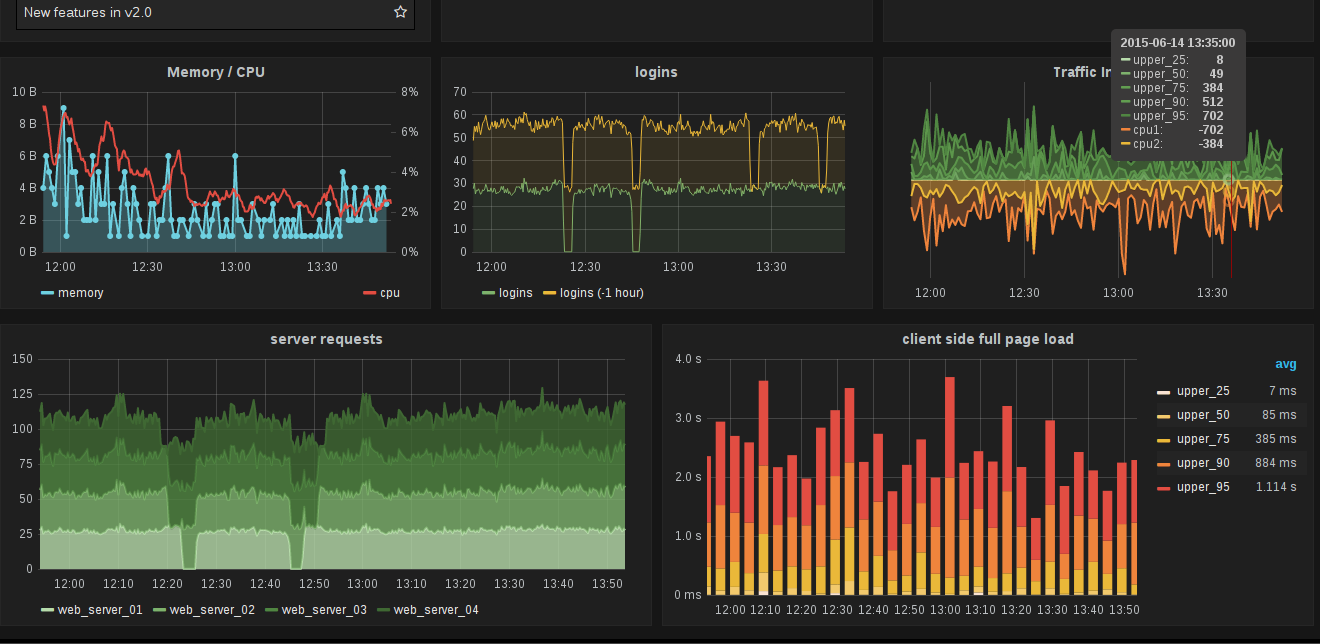 New features in v2.0
Memory / CPU
10 B
8 B
6 B
4 B
2 B
0 B
8%
6%
4%
2%
0%
12:00 12:30 13:00 13:30
memory cpu
logins
70
60
50
40
30
20
10
0
12:00 12:30 13:00 13:30
logins logins (-1 hour)
Traffic In
2015-06-14 13:35:00
upper_25: 8
upper_50: 49
upper_75: 384
upper_90: 512
upper_95: 702
cpu1: -702
cpu2: -384
12:00 12:30 13:00 13:30
server requests
150
125
100
75
50
25
0
12:00 12:10 12:20 12:30 12:40 12:50 13:00 13:10 13:20 13:30 13:40 13:50
web_server_01 web_server_02 web_server_03 web_server_04
client side full page load
4.0 s
3.0 s
2.0 s
1.0 s
0 ms
12:00 12:10 12:20 12:30 12:40 12:50 13:00 13:10 13:20 13:30 13:40 13:50
avg
upper_25 7 ms
upper_50 85 ms
upper_75 385 ms
upper_90 884 ms
upper_95 1.114 s